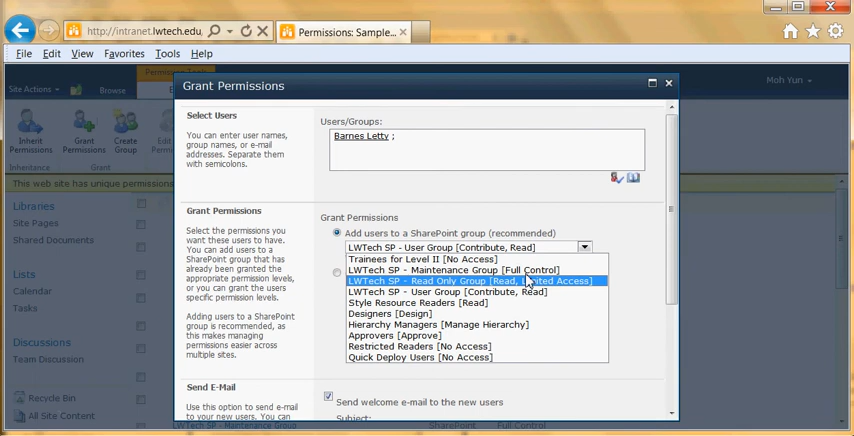 http://intranet.lwtech.edu,
Permissions: Sample...
File Edit View Favorites Tools Help
Grant Permissions
Moh Yun
Site Actions
Browse
Inherit Permissions
Grant Permissions
Create Group
Edit
Inheritance
Grant
This web site has unique permissions
Libraries
Site Pages
Shared Documents
Lists
Calendar
Tasks
Discussions
Team Discussion
Recycle Bin
All Site Content
Select Users
You can enter user names,
group names, or e-mail
addresses. Separate them
with semicolons.
Users/Groups:
Barnes Letty ;
Grant Permissions
Select the permissions you
want these users to have.
You can add users to a
SharePoint group that has
already been granted the
appropriate permission levels,
or you can grant the users
specific permission levels.
Adding users to a SharePoint
group is recommended, as
this makes managing
permissions easier across
multiple sites.
Grant Permissions
Add users to a SharePoint group (recommended)
LWTech SP - User Group [Contribute, Read]
Trainees for Level II [No Access]
LWTech SP - Maintenance Group [Full Control]
LWTech SP - Read Only Group [Read, Limited Access]
LWTech SP - User Group [Contribute, Read]
Style Resource Readers [Read]
Designers [Design]
Hierarchy Managers [Manage Hierarchy]
Approvers [Approve]
Restricted Readers [No Access]
Quick Deploy Users [No Access]
Send E-Mail
Use this option to send e-mail
to your new users. You can
Send welcome e-mail to the new users
Subject:
LWTech SP - Maintenance Group
SharePoint
Full Control